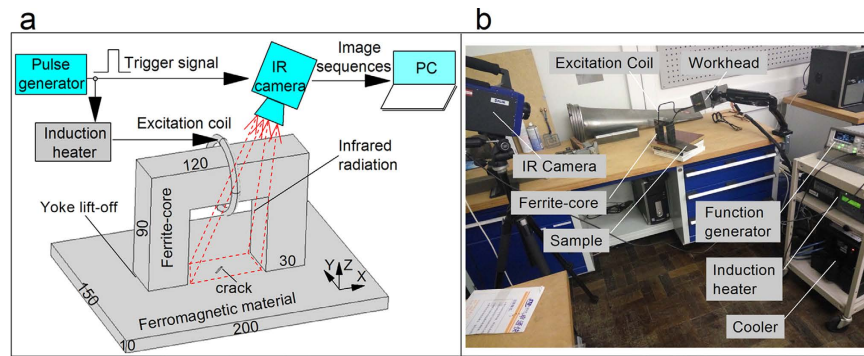 a
Pulse
generator
Trigger signal
IR
camera
Image
sequences
PC
Induction
heater
Excitation coil
120
Infrared
radiation
Yoke lift-off
90
Ferrite-core
30
crack
Y
Z
X
Ferromagnetic material
150
10
200
b
Excitation Coil
Workhead
IR Camera
Ferrite-core
Sample
Function
generator
Induction
heater
Cooler